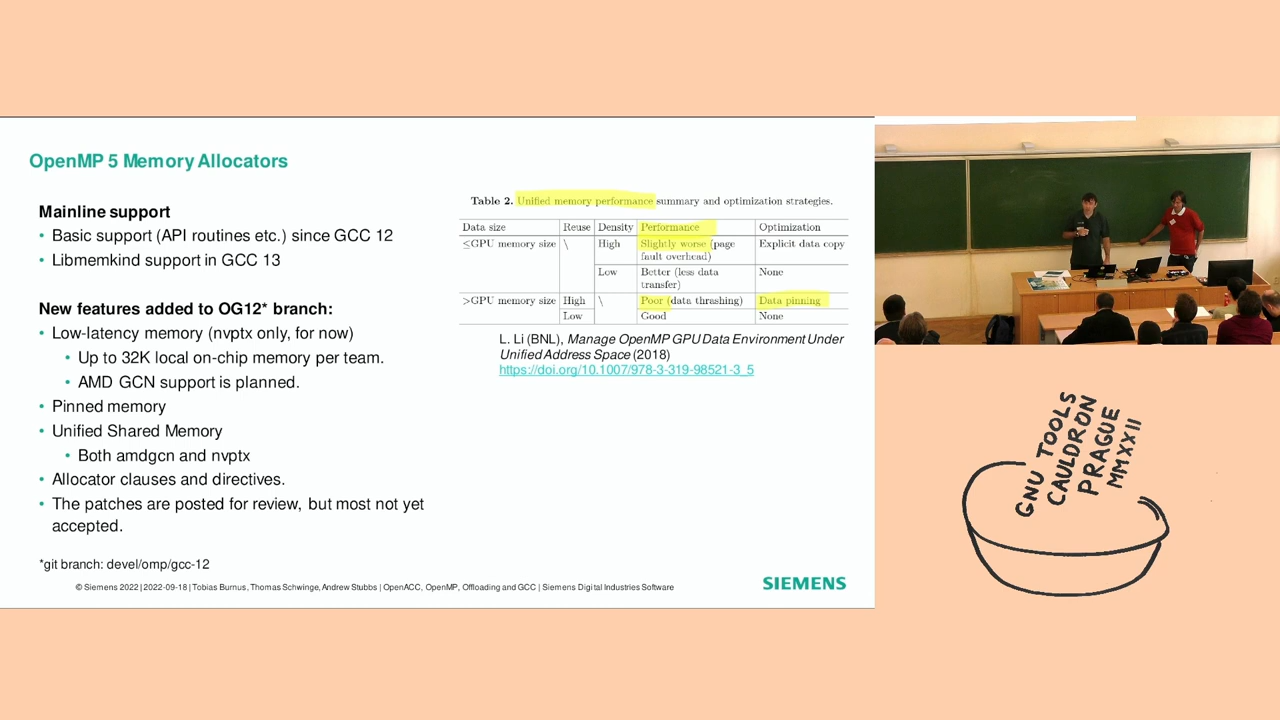 OpenMP 5 Memory Allocators
Mainline support
• Basic support (API routines etc.) since GCC 12
• Libmemkind support in GCC 13
New features added to OG12* branch:
• Low-latency memory (nvptx only, for now)
• Up to 32K local on-chip memory per team.
• AMD GCN support is planned.
• Pinned memory
• Unified Shared Memory
• Both amdgcn and nvptx
• Allocator clauses and directives.
• The patches are posted for review, but most not yet
accepted.
*git branch: devel/omp/gcc-12
Table 2. Unified memory performance summary and optimization strategies.
Data size Reuse Density Performance Optimization
≤GPU memory size \ High Slightly worse (page Explicit data copy
fault overhead)
Low Better (less data None
transfer)
>GPU memory size High \ Poor (data thrashing) Data pinning
Low Good None
L. Li (BNL), Manage OpenMP GPU Data Environment Under
Unified Address Space (2018)
https://doi.org/10.1007/978-3-319-98521-3_5
© Siemens 2022 | 2022-09-18 | Tobias Burnus, Thomas Schwinge, Andrew Stubbs | OpenACC, OpenMP, Offloading and GCC | Siemens Digital Industries Software
SIEMENS
GNU TOOLS
CAULDRON
PRAGUE
MMXXII